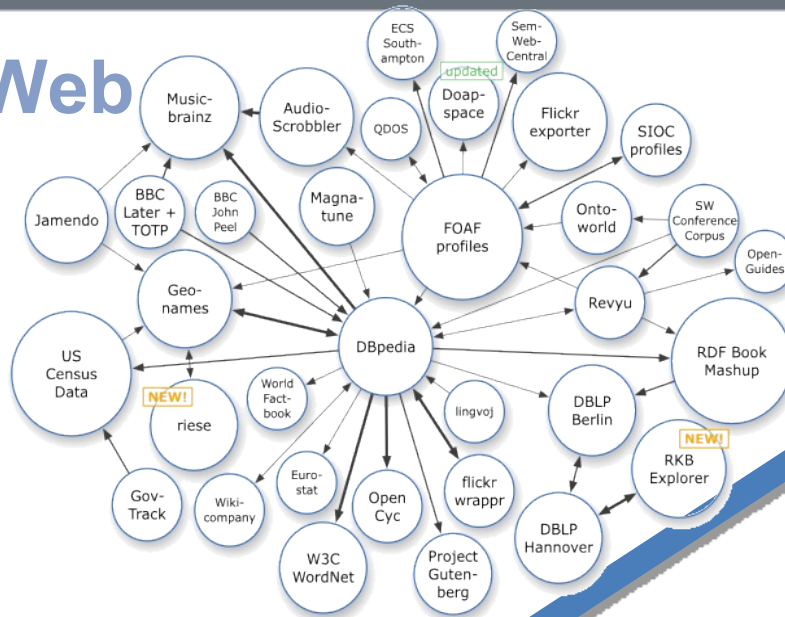 Web
ECS
South-
ampton
Sem-
Web-
Central
updated
Doap-
space
Music-
brainz
Audio-
Scrobbler
QDOS
Flickr
exporter
SIOC
profiles
Jamendo
BBC
Later +
TOTP
BBC
John
Peel
Magna-
tune
FOAF
profiles
Onto-
world
SW
Conference
Corpus
Open-
Guides
Geo-
names
Revyu
DBpedia
US
Census
Data
RDF Book
Mashup
NEW!
riese
World
Fact-
book
lingvoj
DBLP
Berlin
NEW!
RKB
Explorer
Gov-
Track
Wiki-
company
Euro-
stat
Open
Cyc
flickr
wrappr
DBLP
Hannover
W3C
WordNet
Project
Guten-
berg